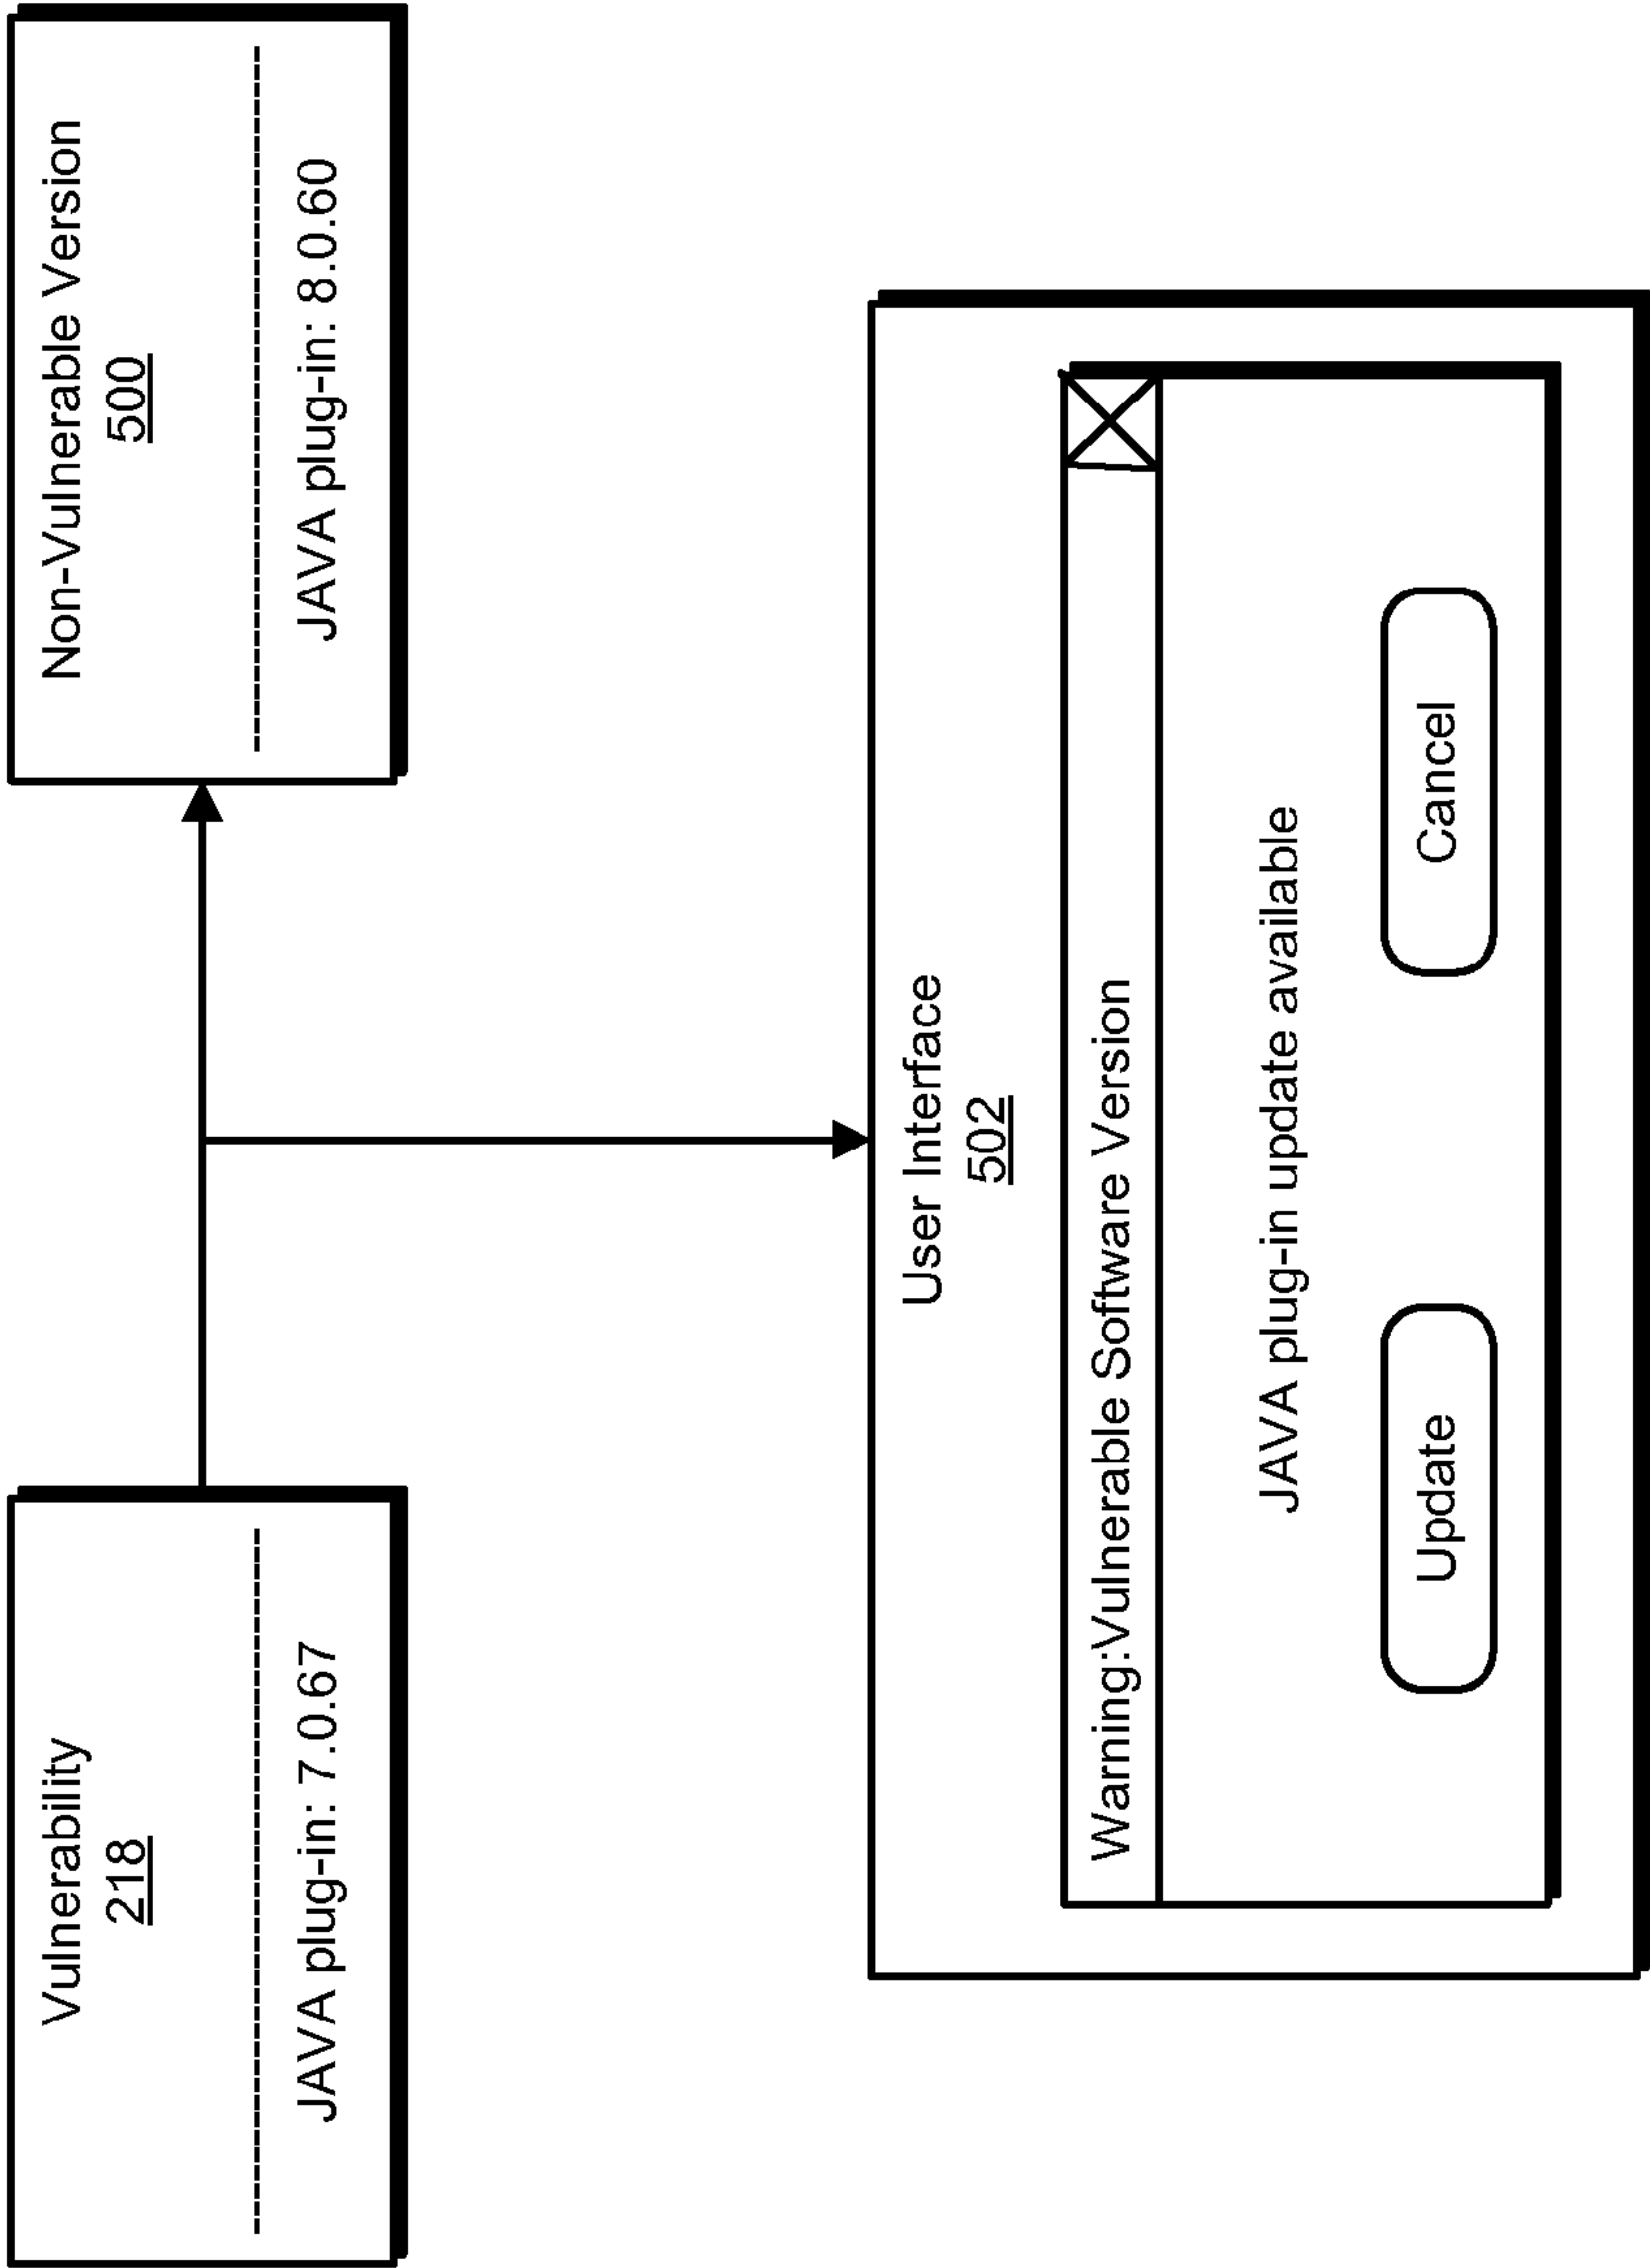 Vulnerability
218
JAVA plug-in: 7.0.67
Non-Vulnerable Version
500
JAVA plug-in: 8.0.60
User Interface
502
Warning:Vulnerable Software Version
JAVA plug-in update available
Update
Cancel